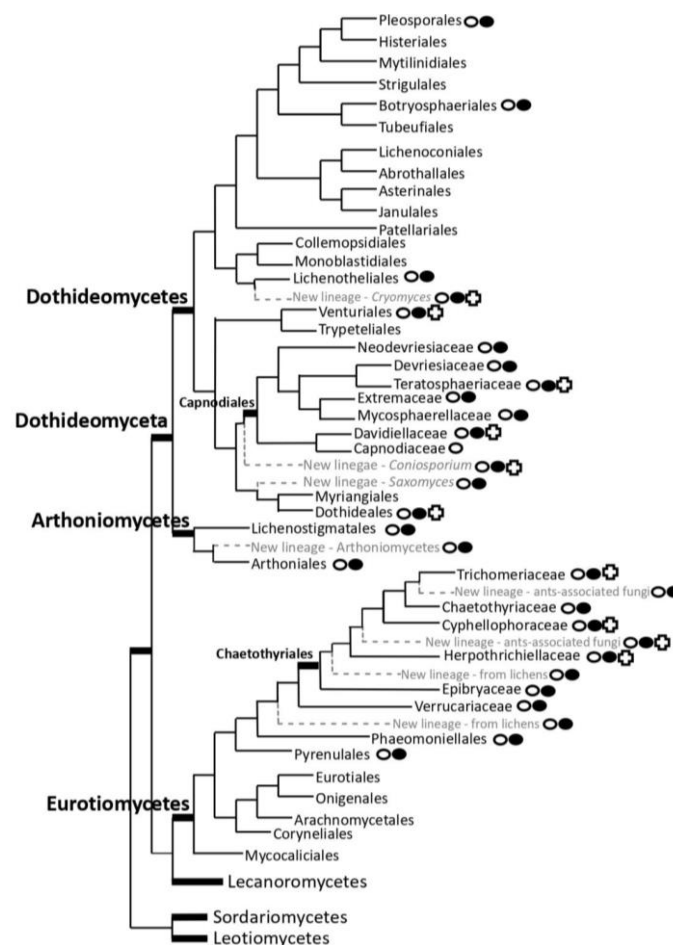 Pleosporales
Histeriales
Mytilinidiales
Strigulales
Botryosphaeriales
Tubeufiales
Lichenoconiales
Abrothallales
Asterinales
Janulales
Patellariales
Collemopsidiales
Monoblastidiales
Lichenotheliales
Dothideomycetes
New lineage - Cryomyces
Venturiales
Trypeteliales
Neodevriesiaceae
Devriesiaceae
Teratosphaeriaceae
Extremaceae
Capnodiales
Mycosphaerellaceae
Dothideomyceta
Davidiellaceae
Capnodiaceae
New linegae - Coniosporium
New linegae - Saxomyces
Myriangiales
Dothideales
Arthoniomycetes
Lichenostigmatales
New lineage - Arthoniomycetes
Arthoniales
Trichomeriaceae
New lineage - ants-associated fungi
Chaetothyriaceae
Cyphellophoraceae
New lineage - ants-associated fungi
Chaetothyriales
Herpothrichiellaceae
New lineage - from lichens
Epibryaceae
Verrucariaceae
New lineage - from lichens
Phaeomoniellales
Pyrenulales
Eurotiales
Onigenales
Eurotiomycetes
Arachnomycetales
Coryneliales
Mycocaliciales
Lecanoromycetes
Sordariomycetes
Leotiomycetes